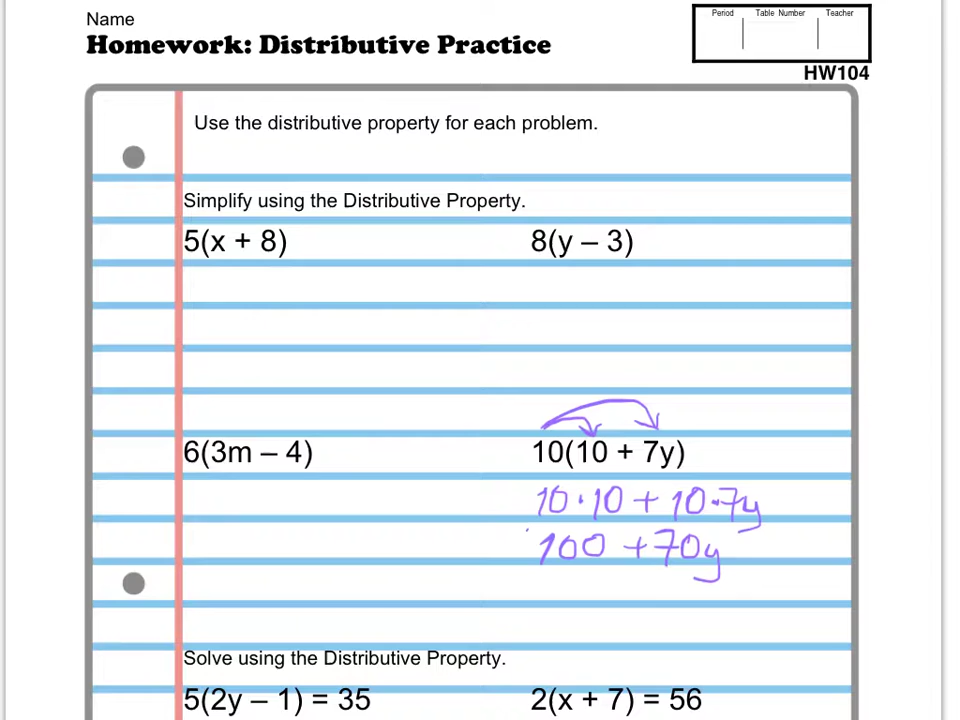 Name
Period Table Number Teacher
Homework: Distributive Practice
HW104
Use the distributive property for each problem.
Simplify using the Distributive Property.
5(x + 8) 8(y – 3)
6(3m – 4) 10(10 + 7y)
10·10 + 10·7y
100 + 70y
Solve using the Distributive Property.
5(2y – 1) = 35 2(x + 7) = 56